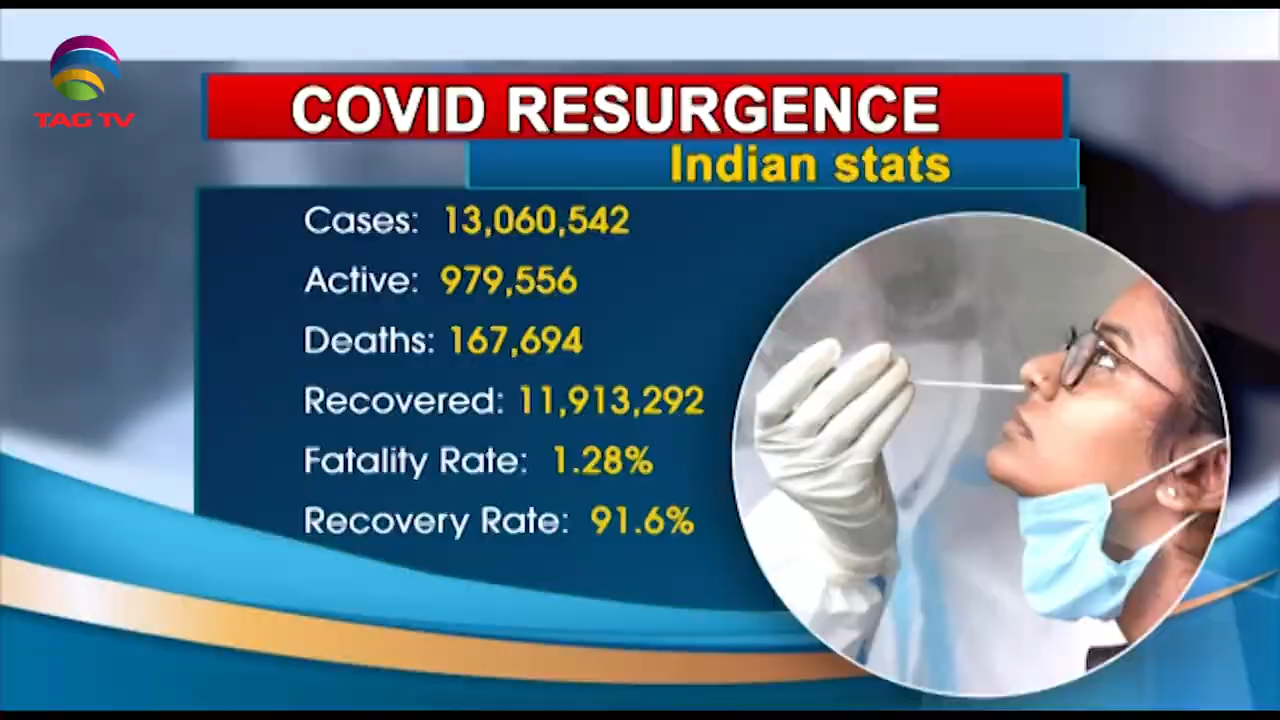 TAG TV
COVID RESURGENCE
Indian stats
Cases: 13,060,542
Active: 979,556
Deaths: 167,694
Recovered: 11,913,292
Fatality Rate: 1.28%
Recovery Rate: 91.6%